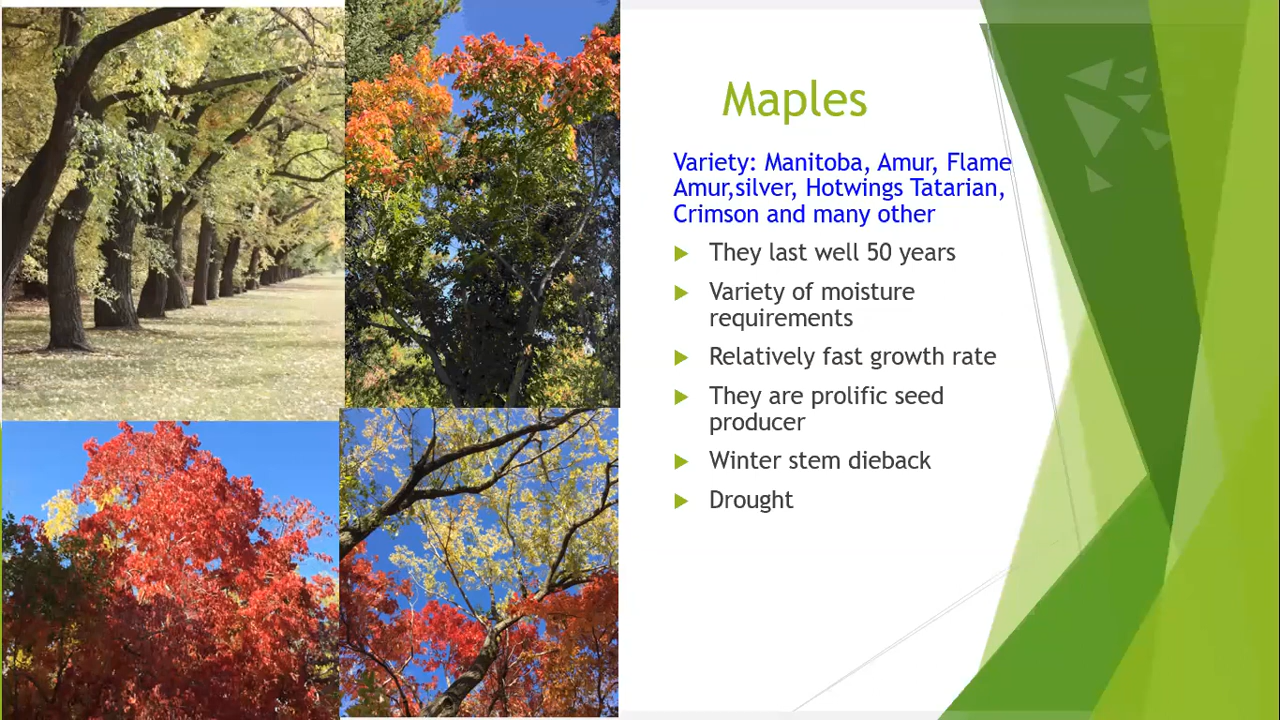 Maples
Variety: Manitoba, Amur, Flame
Amur,silver, Hotwings Tatarian,
Crimson and many other
They last well 50 years
Variety of moisture
requirements
Relatively fast growth rate
They are prolific seed
producer
Winter stem dieback
Drought